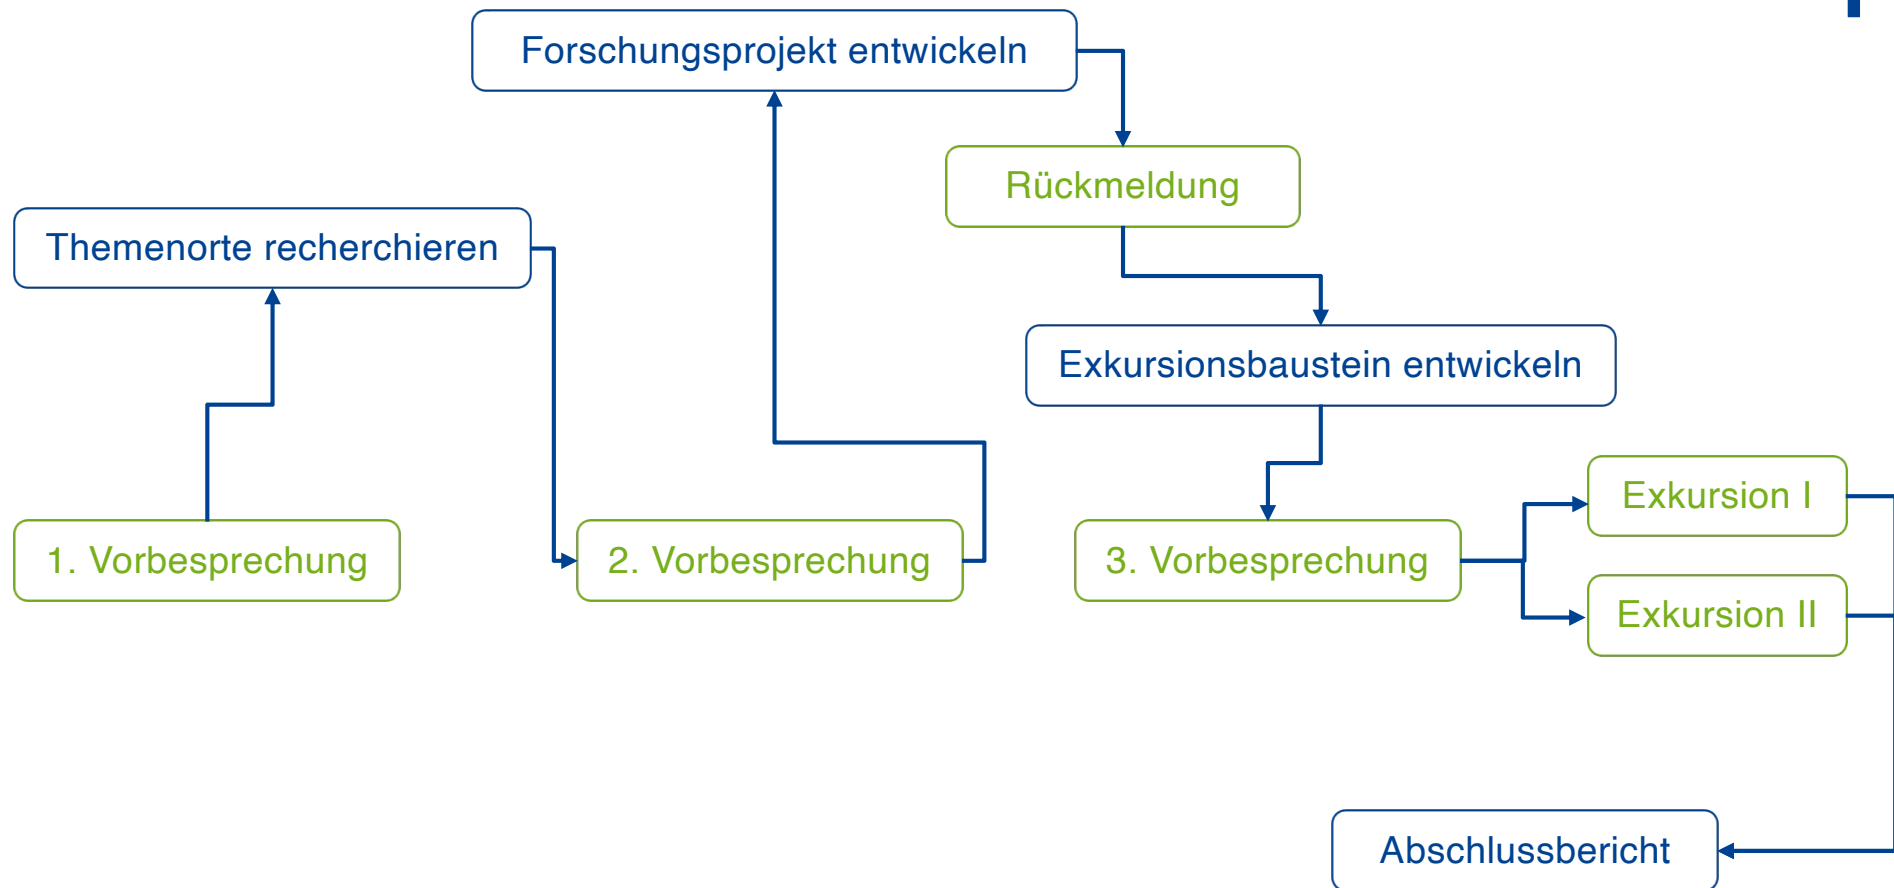 Forschungsprojekt entwickeln
Rückmeldung
Themenorte recherchieren
Exkursionsbaustein entwickeln
Exkursion I
1. Vorbesprechung
2. Vorbesprechung
3. Vorbesprechung
Exkursion II
Abschlussbericht